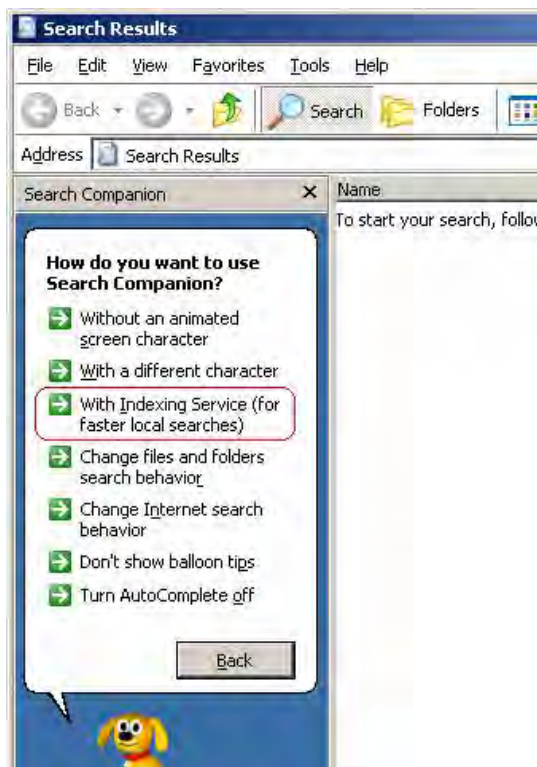 Search Results
File Edit View Favorites Tools Help
Back Search Folders
Address Search Results
Search Companion Name
To start your search,
How do you want to use
Search Companion?
Without an animated
screen character
With a different character
With Indexing Service (for
faster local searches)
Change files and folders
search behavior
Change Internet search
behavior
Don't show balloon tips
Turn AutoComplete off
Back